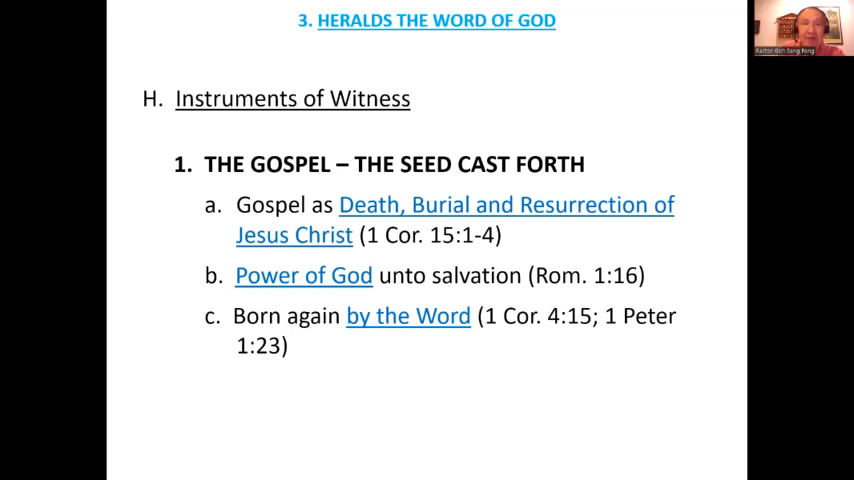 3. HERALDS THE WORD OF GOD
H. Instruments of Witness
1. THE GOSPEL – THE SEED CAST FORTH
a. Gospel as Death, Burial and Resurrection of
Jesus Christ (1 Cor. 15:1-4)
b. Power of God unto salvation (Rom. 1:16)
c. Born again by the Word (1 Cor. 4:15; 1 Peter
1:23)
Sang Fong